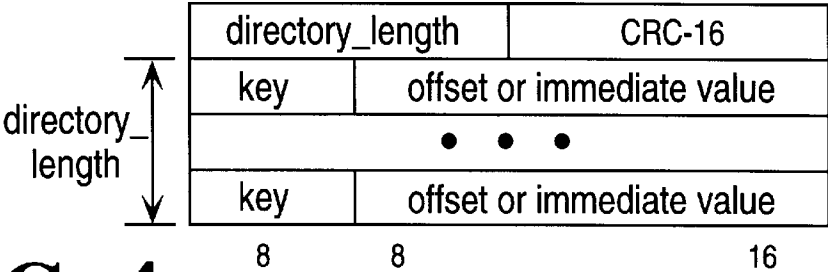 directory_length CRC-16
key offset or immediate value
directory_
length
• • •
key offset or immediate value
8 8 16